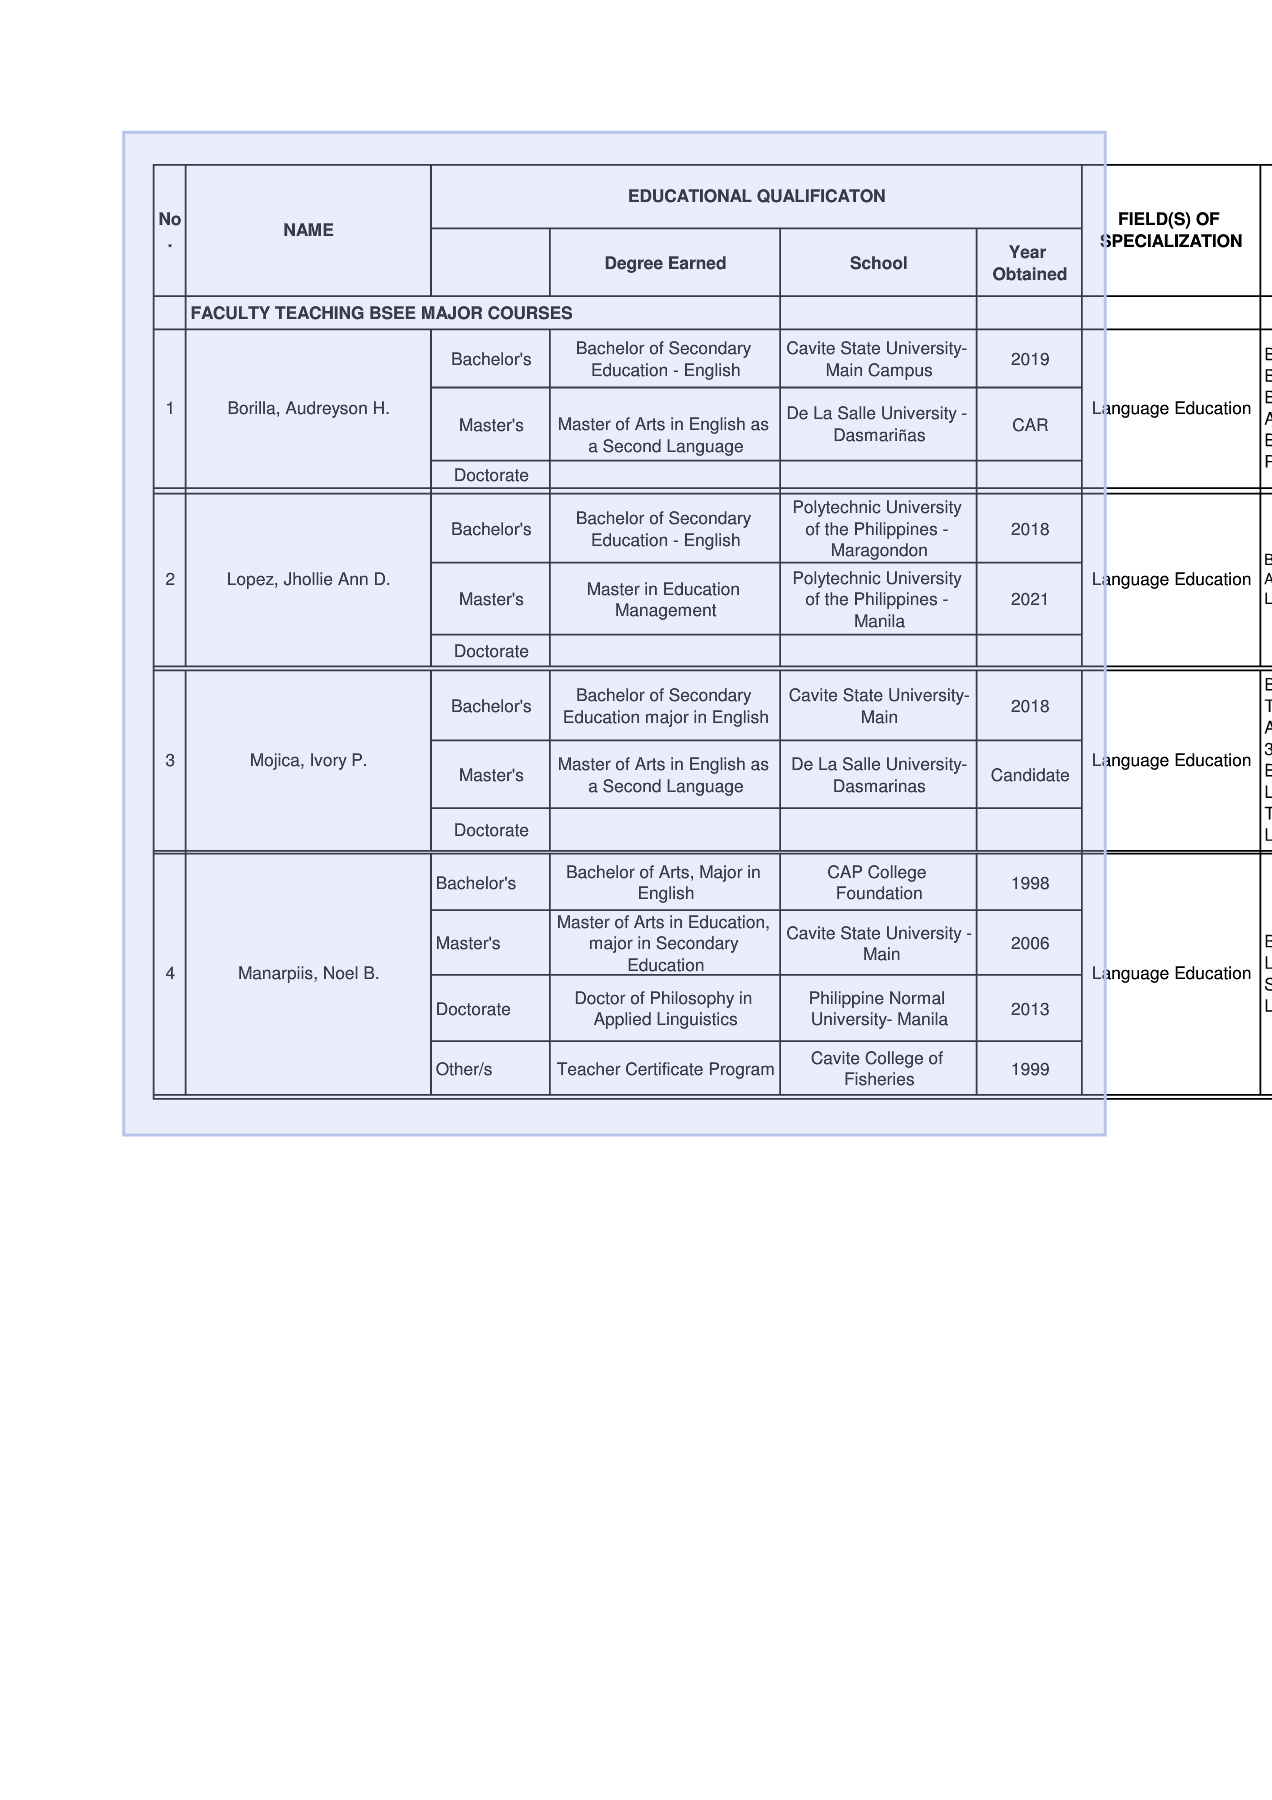 EDUCATIONAL QUALIFICATON
No
.
NAME
FIELD(S) OF
SPECIALIZATION
Degree Earned
School
Year
Obtained
FACULTY TEACHING BSEE MAJOR COURSES
1
Borilla, Audreyson H.
Bachelor's
Bachelor of Secondary
Education - English
Cavite State University-
Main Campus
2019
Master's
Master of Arts in English as
a Second Language
De La Salle University -
Dasmariñas
CAR
Doctorate
Language Education
2
Lopez, Jhollie Ann D.
Bachelor's
Bachelor of Secondary
Education - English
Polytechnic University
of the Philippines -
Maragondon
2018
Master's
Master in Education
Management
Polytechnic University
of the Philippines -
Manila
2021
Doctorate
Language Education
3
Mojica, Ivory P.
Bachelor's
Bachelor of Secondary
Education major in English
Cavite State University-
Main
2018
Master's
Master of Arts in English as
a Second Language
De La Salle University-
Dasmarinas
Candidate
Doctorate
Language Education
4
Manarpiis, Noel B.
Bachelor's
Bachelor of Arts, Major in
English
CAP College
Foundation
1998
Master's
Master of Arts in Education,
major in Secondary
Education
Cavite State University -
Main
2006
Doctorate
Doctor of Philosophy in
Applied Linguistics
Philippine Normal
University- Manila
2013
Other/s
Teacher Certificate Program
Cavite College of
Fisheries
1999
Language Education